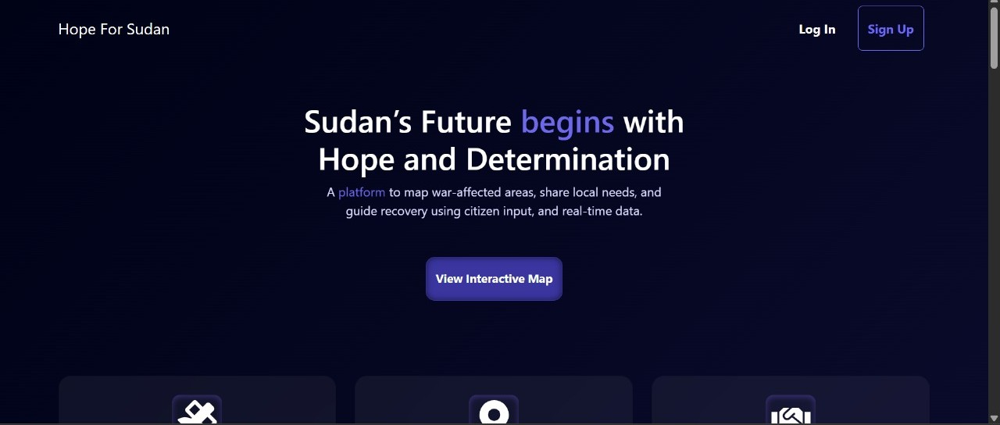 Hope For Sudan
Log In
Sign Up
Sudan’s Future begins with
Hope and Determination
A platform to map war-affected areas, share local needs, and
guide recovery using citizen input, and real-time data.
View Interactive Map